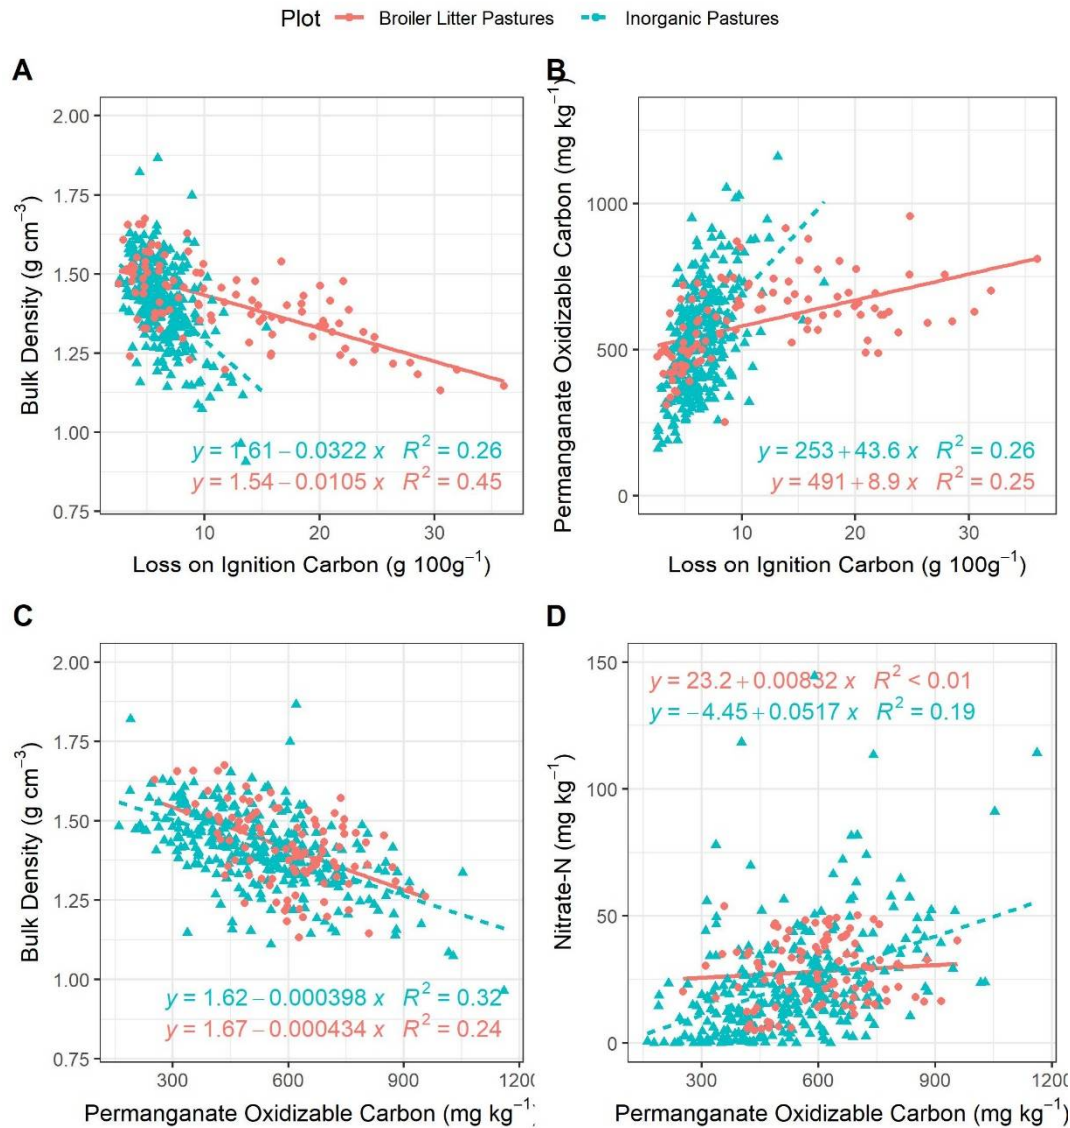 Plot Broiler Litter Pastures Inorganic Pastures
A
2.00
1.75
1.50
1.25
1.00
0.75
Bulk Density (g cm⁻³)
y = 1.61 − 0.0322 x R² = 0.26
y = 1.54 − 0.0105 x R² = 0.45
10 20 30
Loss on Ignition Carbon (g 100g⁻¹)
B
1000
500
0
Permanganate Oxidizable Carbon (mg kg⁻¹)
y = 253 + 43.6 x R² = 0.26
y = 491 + 8.9 x R² = 0.25
10 20 30
Loss on Ignition Carbon (g 100g⁻¹)
C
2.00
1.75
1.50
1.25
1.00
0.75
Bulk Density (g cm⁻³)
y = 1.62 − 0.000398 x R² = 0.32
y = 1.67 − 0.000434 x R² = 0.24
300 600 900 1200
Permanganate Oxidizable Carbon (mg kg⁻¹)
D
150
100
50
0
Nitrate-N (mg kg⁻¹)
y = 23.2 + 0.00832 x R² < 0.01
y = −4.45 + 0.0517 x R² = 0.19
300 600 900 1200
Permanganate Oxidizable Carbon (mg kg⁻¹)